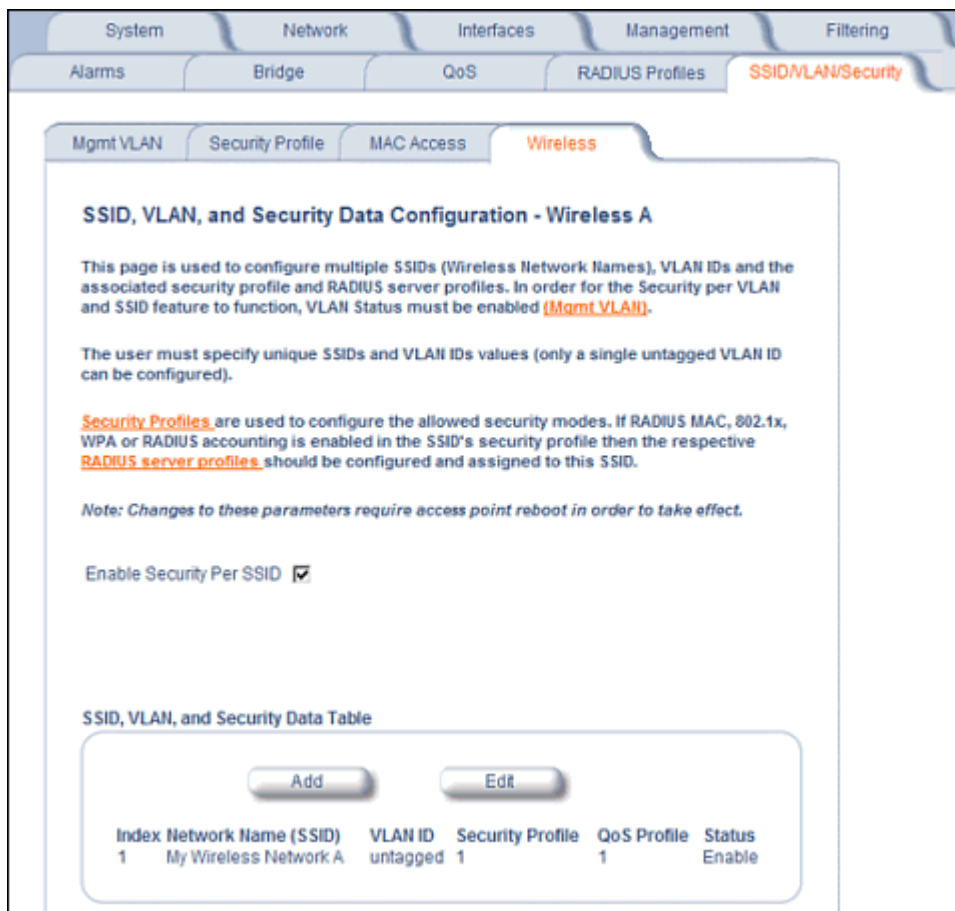 System Network Interfaces Management Filtering
Alarms Bridge QoS RADIUS Profiles SSID/VLAN/Security
Mgmt VLAN Security Profile MAC Access Wireless
SSID, VLAN, and Security Data Configuration - Wireless A
This page is used to configure multiple SSIDs (Wireless Network Names), VLAN IDs and the
associated security profile and RADIUS server profiles. In order for the Security per VLAN
and SSID feature to function, VLAN Status must be enabled (Mgmt VLAN).
The user must specify unique SSIDs and VLAN IDs values (only a single untagged VLAN ID
can be configured).
Security Profiles are used to configure the allowed security modes. If RADIUS MAC, 802.1x,
WPA or RADIUS accounting is enabled in the SSID's security profile then the respective
RADIUS server profiles should be configured and assigned to this SSID.
Note: Changes to these parameters require access point reboot in order to take effect.
Enable Security Per SSID
SSID, VLAN, and Security Data Table
Add Edit
Index Network Name (SSID) VLAN ID Security Profile QoS Profile Status
1 My Wireless Network A untagged 1 1 Enable